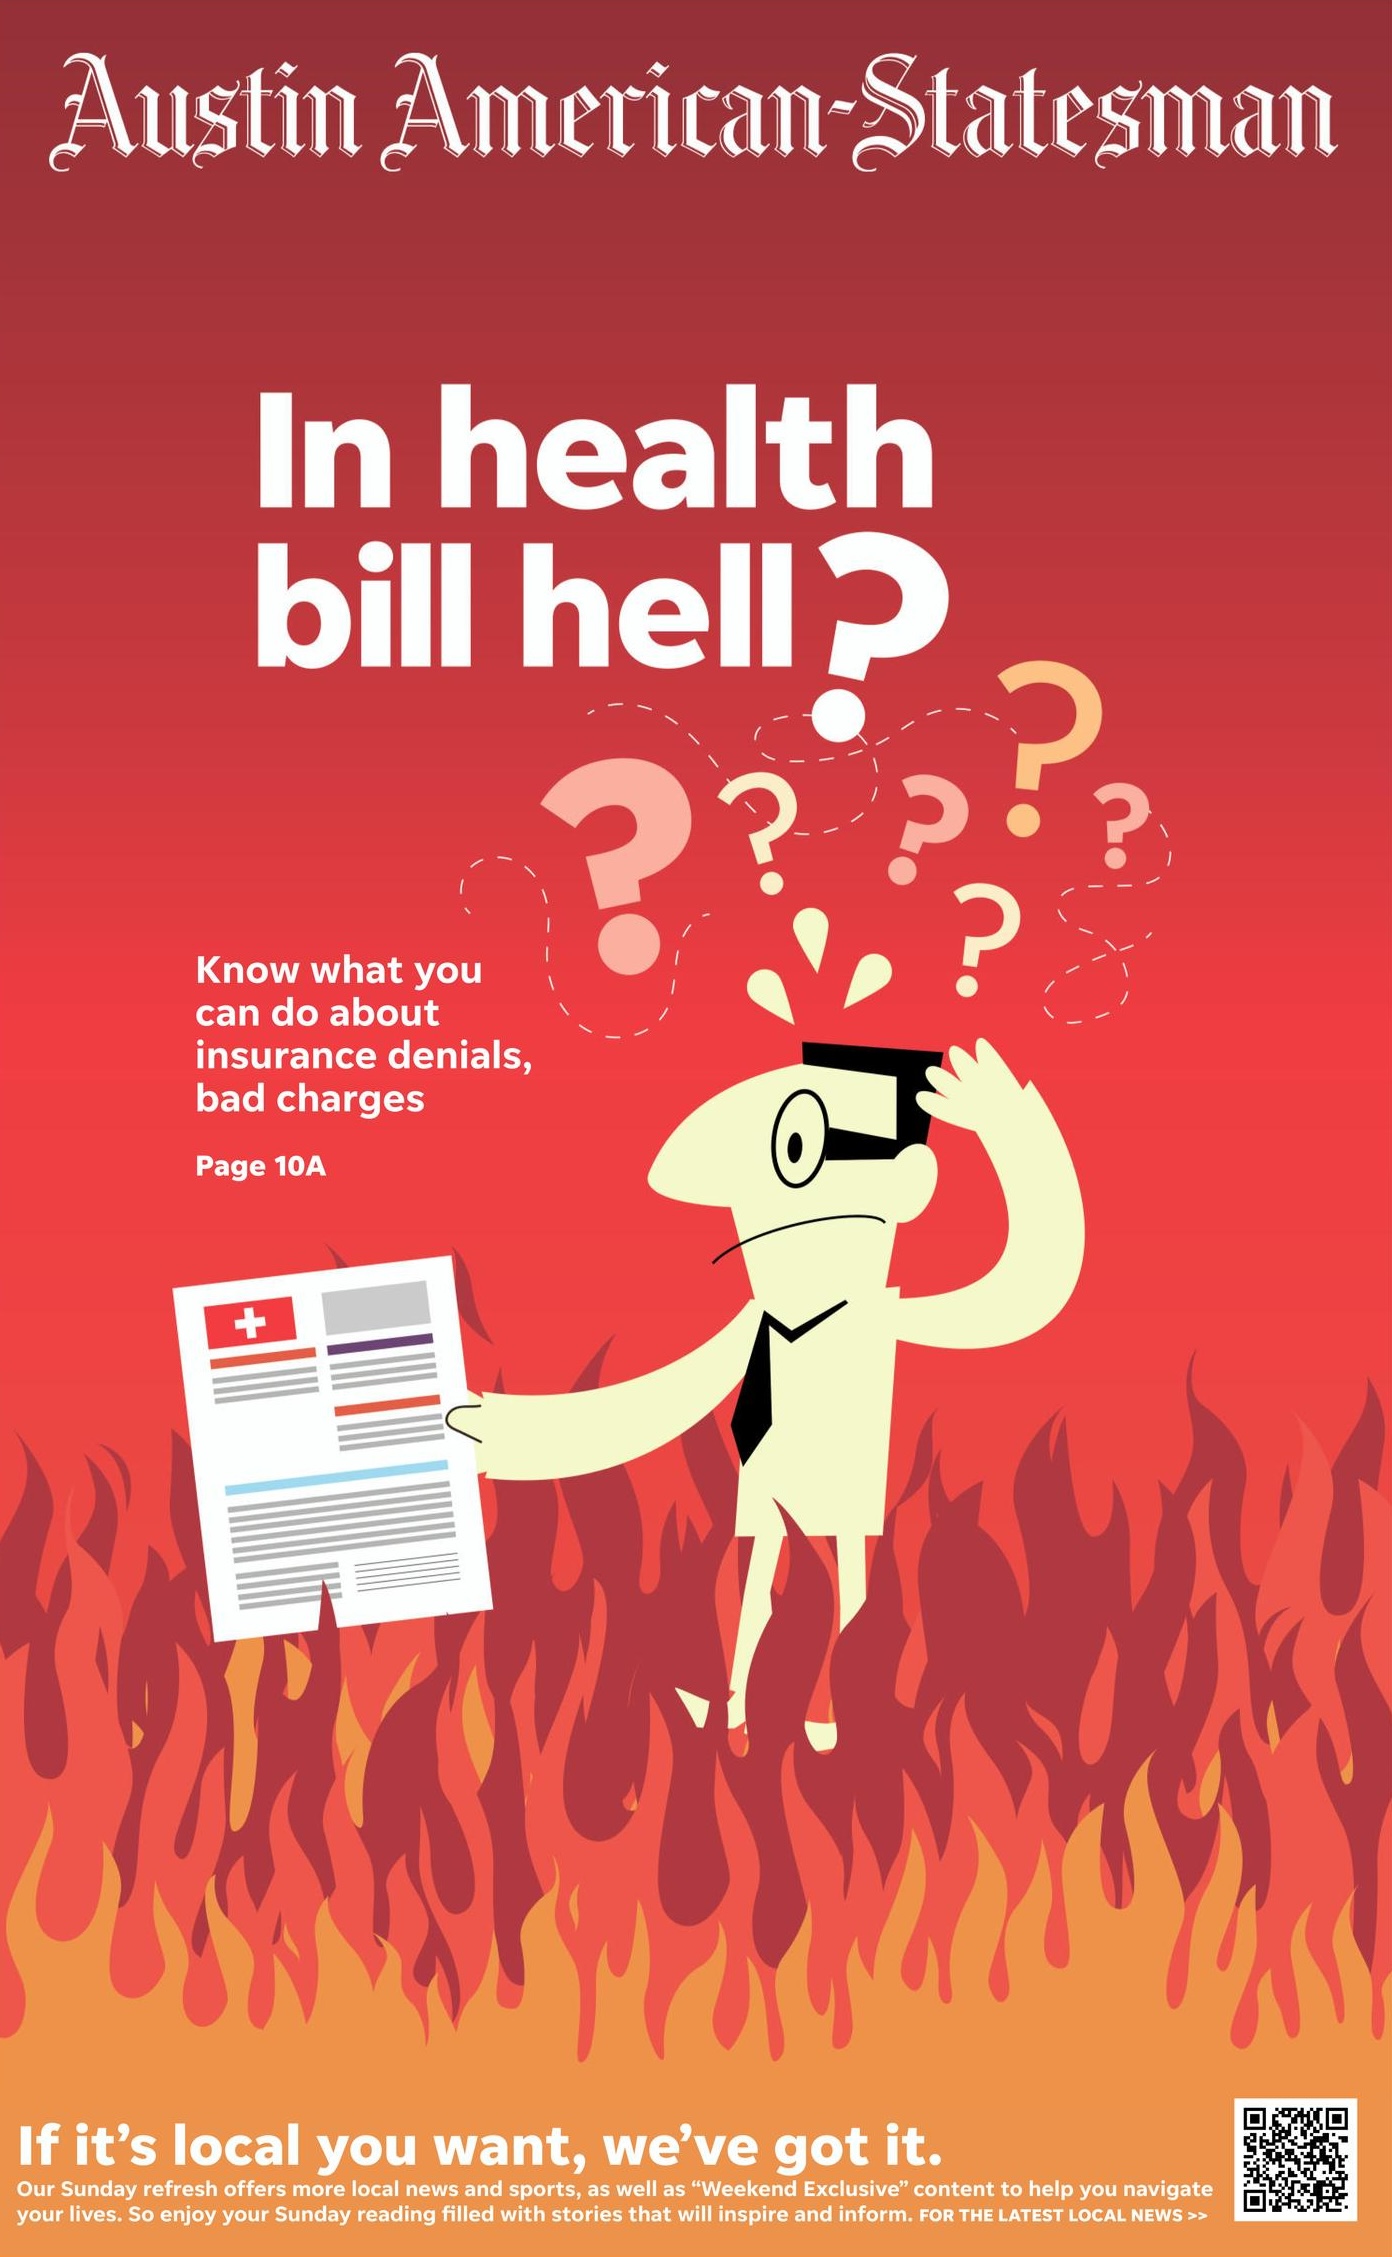 Austin American-Statesman
In health
bill hell?
Know what you
can do about
insurance denials,
bad charges
Page 10A
If it’s local you want, we’ve got it.
Our Sunday refresh offers more local news and sports, as well as “Weekend Exclusive” content to help you navigate
your lives. So enjoy your Sunday reading filled with stories that will inspire and inform. FOR THE LATEST LOCAL NEWS >>